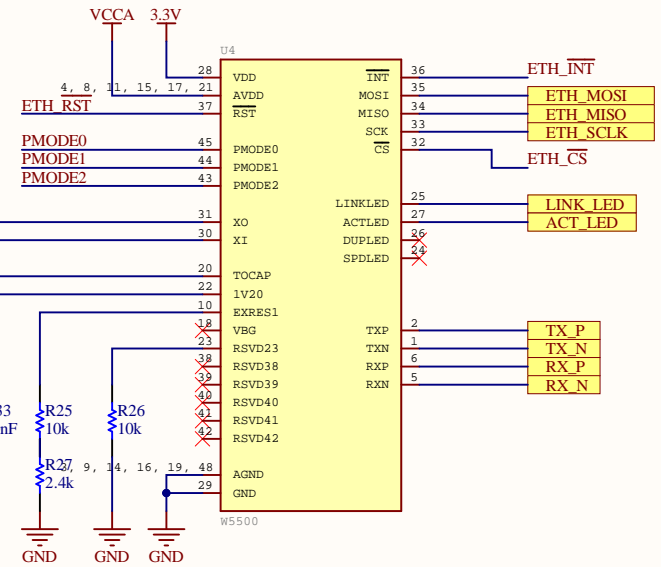 VCCA 3.3V
U4
28 VDD INT 36 ETH_INT
4, 8, 11, 15, 17, 21 AVDD MOSI 35 ETH_MOSI
ETH_RST 37 RST MISO 34 ETH_MISO
SCK 33 ETH_SCLK
PMODE0 45 PMODE0 CS 32 ETH_CS
PMODE1 44 PMODE1
PMODE2 43 PMODE2
LINKLED 25 LINK_LED
31 XO ACTLED 27 ACT_LED
30 XI DUPLED 26
SPDLED 24
20 TOCAP
22 1V20
10 EXRES1
18 VBG TXP 2 TX_P
23 RSVD23 TXN 1 TX_N
38 RSVD38 RXP 6 RX_P
39 RSVD39 RXN 5 RX_N
40 RSVD40
33 R25 R26 41 RSVD41
nF 10k 10k
42 RSVD42
R27
2.4k
9, 14, 16, 19, 48 AGND
29 GND
W5500
GND GND GND